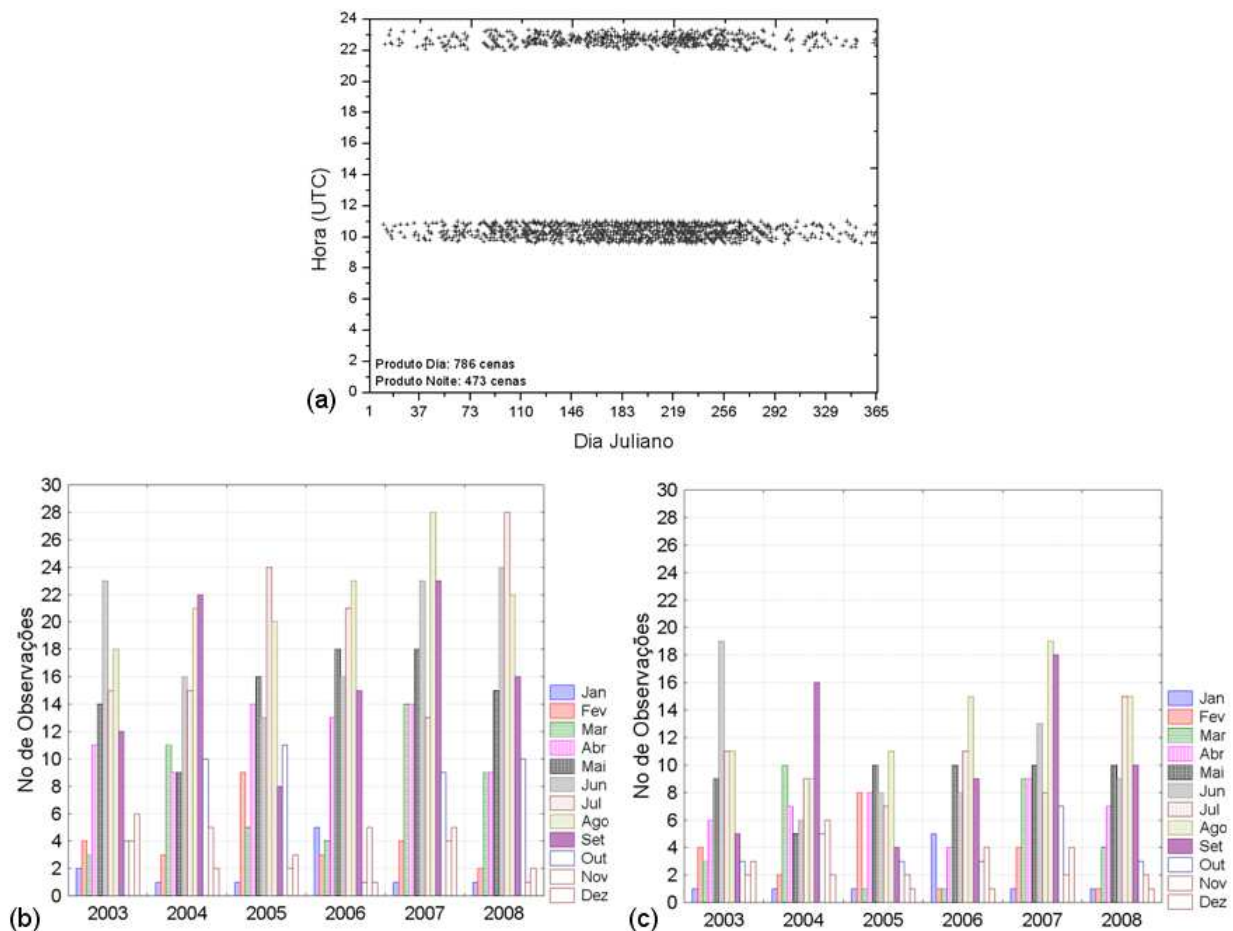 24
22
20
18
16
14
12
10
8
6
4
2
0
Hora (UTC)
Produto Dia: 786 cenas
Produto Noite: 473 cenas
(a)
1 37 73 110 146 183 219 256 292 329 365
Dia Juliano
30
28
26
24
22
20
18
16
14
12
10
8
6
4
2
0
No de Observações
Jan
Fev
Mar
Abr
Mai
Jun
Jul
Ago
Set
Out
Nov
Dez
(b)
2003 2004 2005 2006 2007 2008
30
28
26
24
22
20
18
16
14
12
10
8
6
4
2
0
No de Observações
Jan
Fev
Mar
Abr
Mai
Jun
Jul
Ago
Set
Out
Nov
Dez
(c)
2003 2004 2005 2006 2007 2008